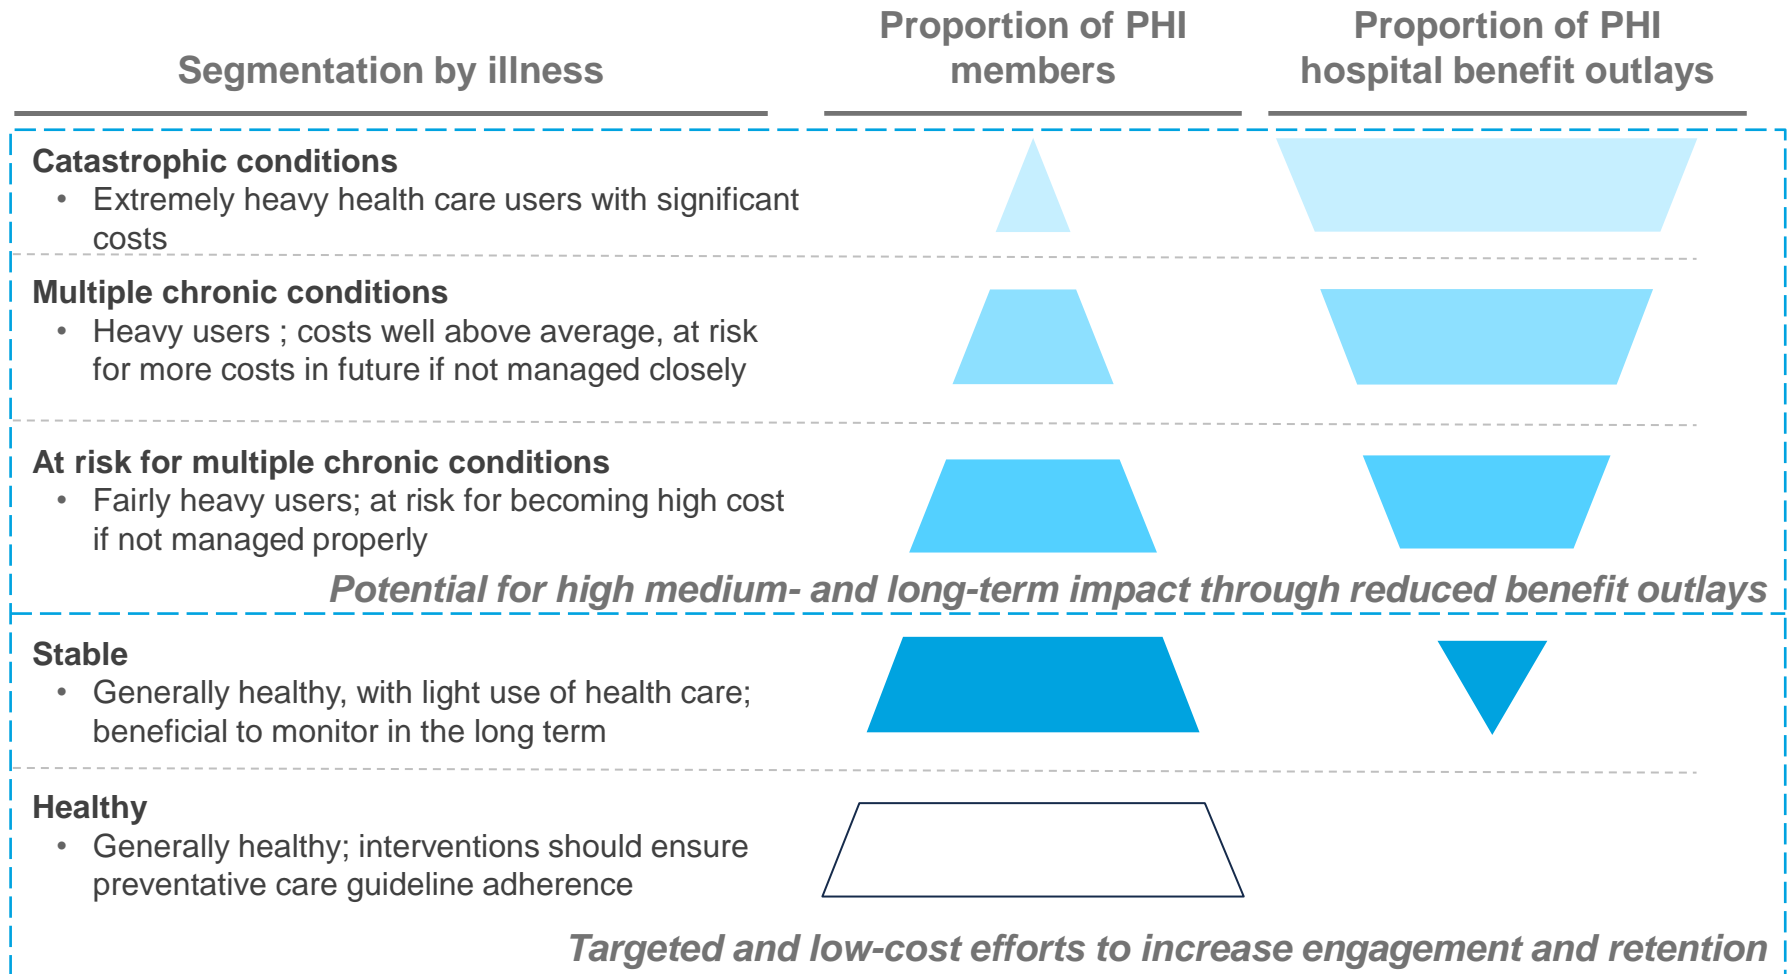 Segmentation by illness
Proportion of PHI
members
Proportion of PHI
hospital benefit outlays
Catastrophic conditions
• Extremely heavy health care users with significant
costs
Multiple chronic conditions
• Heavy users ; costs well above average, at risk
for more costs in future if not managed closely
At risk for multiple chronic conditions
• Fairly heavy users; at risk for becoming high cost
if not managed properly
Potential for high medium- and long-term impact through reduced benefit outlays
Stable
• Generally healthy, with light use of health care;
beneficial to monitor in the long term
Healthy
• Generally healthy; interventions should ensure
preventative care guideline adherence
Targeted and low-cost efforts to increase engagement and retention